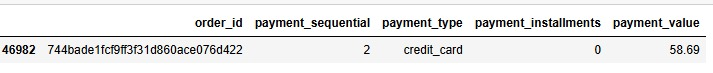 order_id payment_sequential payment_type payment_installments payment_value
46982 744bade1fcf9ff3f31d860ace076d422 2 credit_card 0 58.69